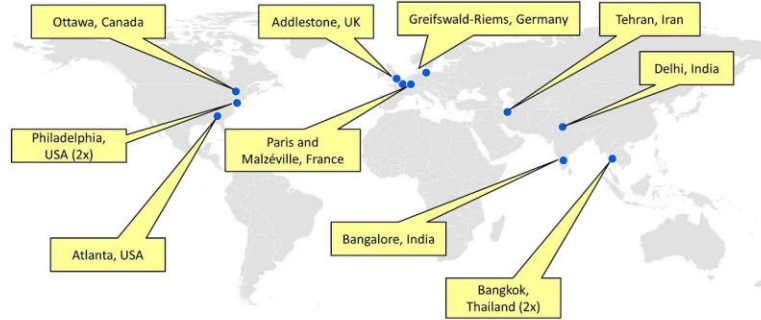 Ottawa, Canada
Addlestone, UK
Greifswald-Riems, Germany
Tehran, Iran
Delhi, India
Philadelphia,
USA (2x)
Paris and
Malzéville, France
Atlanta, USA
Bangalore, India
Bangkok,
Thailand (2x)